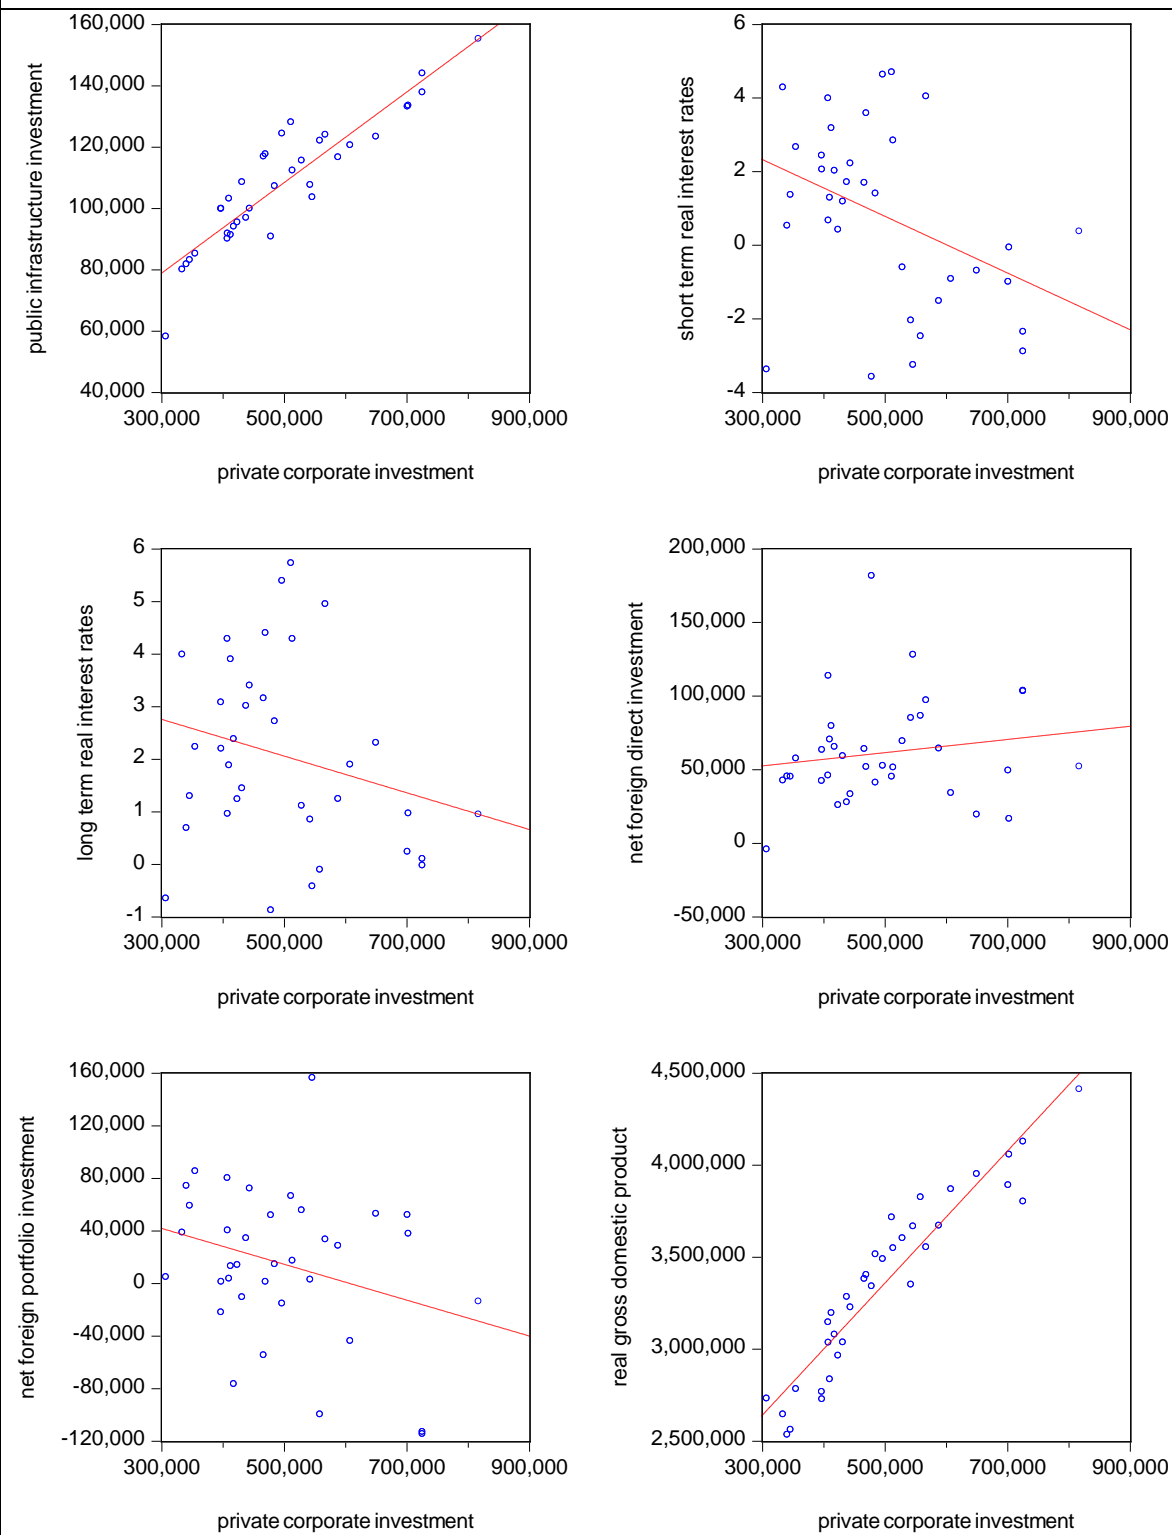 160,000
140,000
120,000
100,000
80,000
60,000
40,000
public infrastructure investment
300,000 500,000 700,000 900,000
private corporate investment
6
4
2
0
-2
-4
short term real interest rates
300,000 500,000 700,000 900,000
private corporate investment
6
5
4
3
2
1
0
-1
long term real interest rates
300,000 500,000 700,000 900,000
private corporate investment
200,000
150,000
100,000
50,000
0
-50,000
net foreign direct investment
300,000 500,000 700,000 900,000
private corporate investment
160,000
120,000
80,000
40,000
0
-40,000
-80,000
-120,000
net foreign portfolio investment
300,000 500,000 700,000 900,000
private corporate investment
4,500,000
4,000,000
3,500,000
3,000,000
2,500,000
real gross domestic product
300,000 500,000 700,000 900,000
private corporate investment